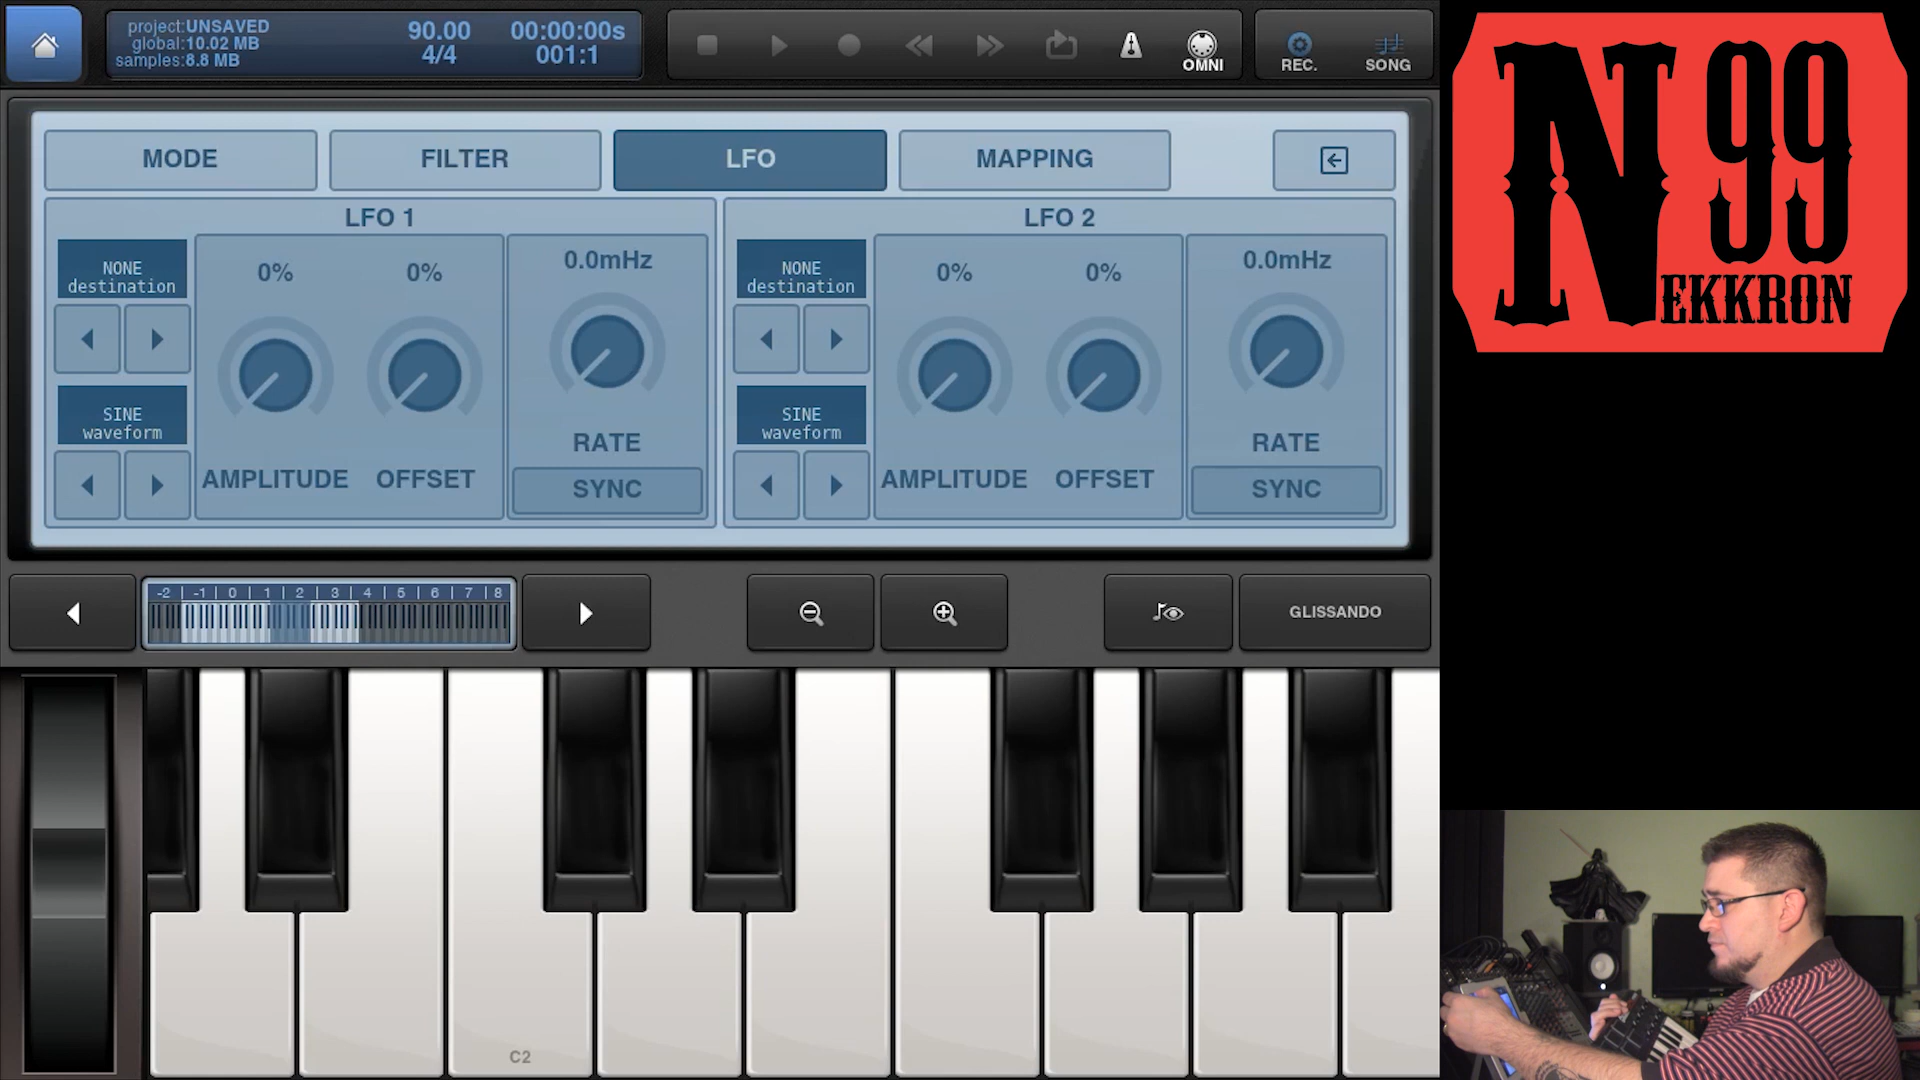 project:UNSAVED
global:10.02 MB
samples:8.8 MB
90.00
4/4
00:00:00s
001:1
OMNI
REC.
SONG
N99
NEKKRON
MODE
FILTER
LFO
MAPPING
LFO 1
NONE
destination
SINE
waveform
0%
0%
AMPLITUDE
OFFSET
0.0mHz
RATE
SYNC
LFO 2
NONE
destination
SINE
waveform
0%
0%
AMPLITUDE
OFFSET
0.0mHz
RATE
SYNC
-2 | -1 | 0 | 1 | 2 | 3 | 4 | 5 | 6 | 7 | 8
GLISSANDO
C2